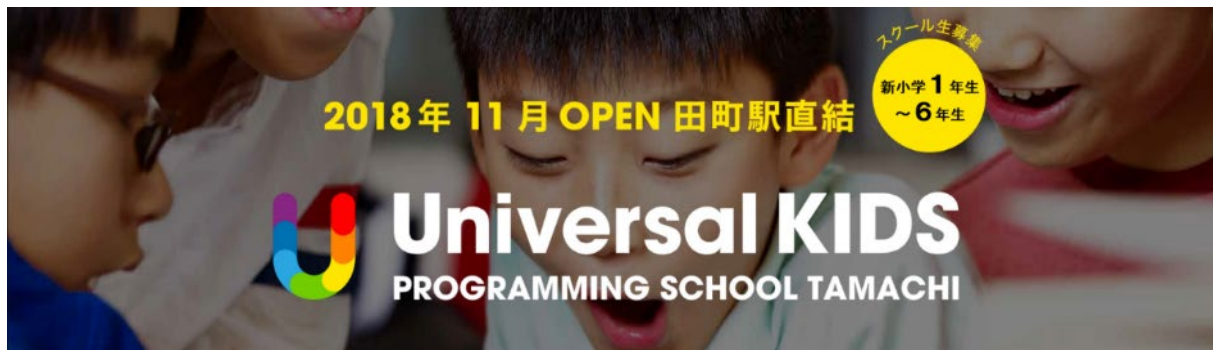 スクール生募集
新小学1年生
～6年生
2018年 11月 OPEN 田町駅直結
Universal KIDS
PROGRAMMING SCHOOL TAMACHI